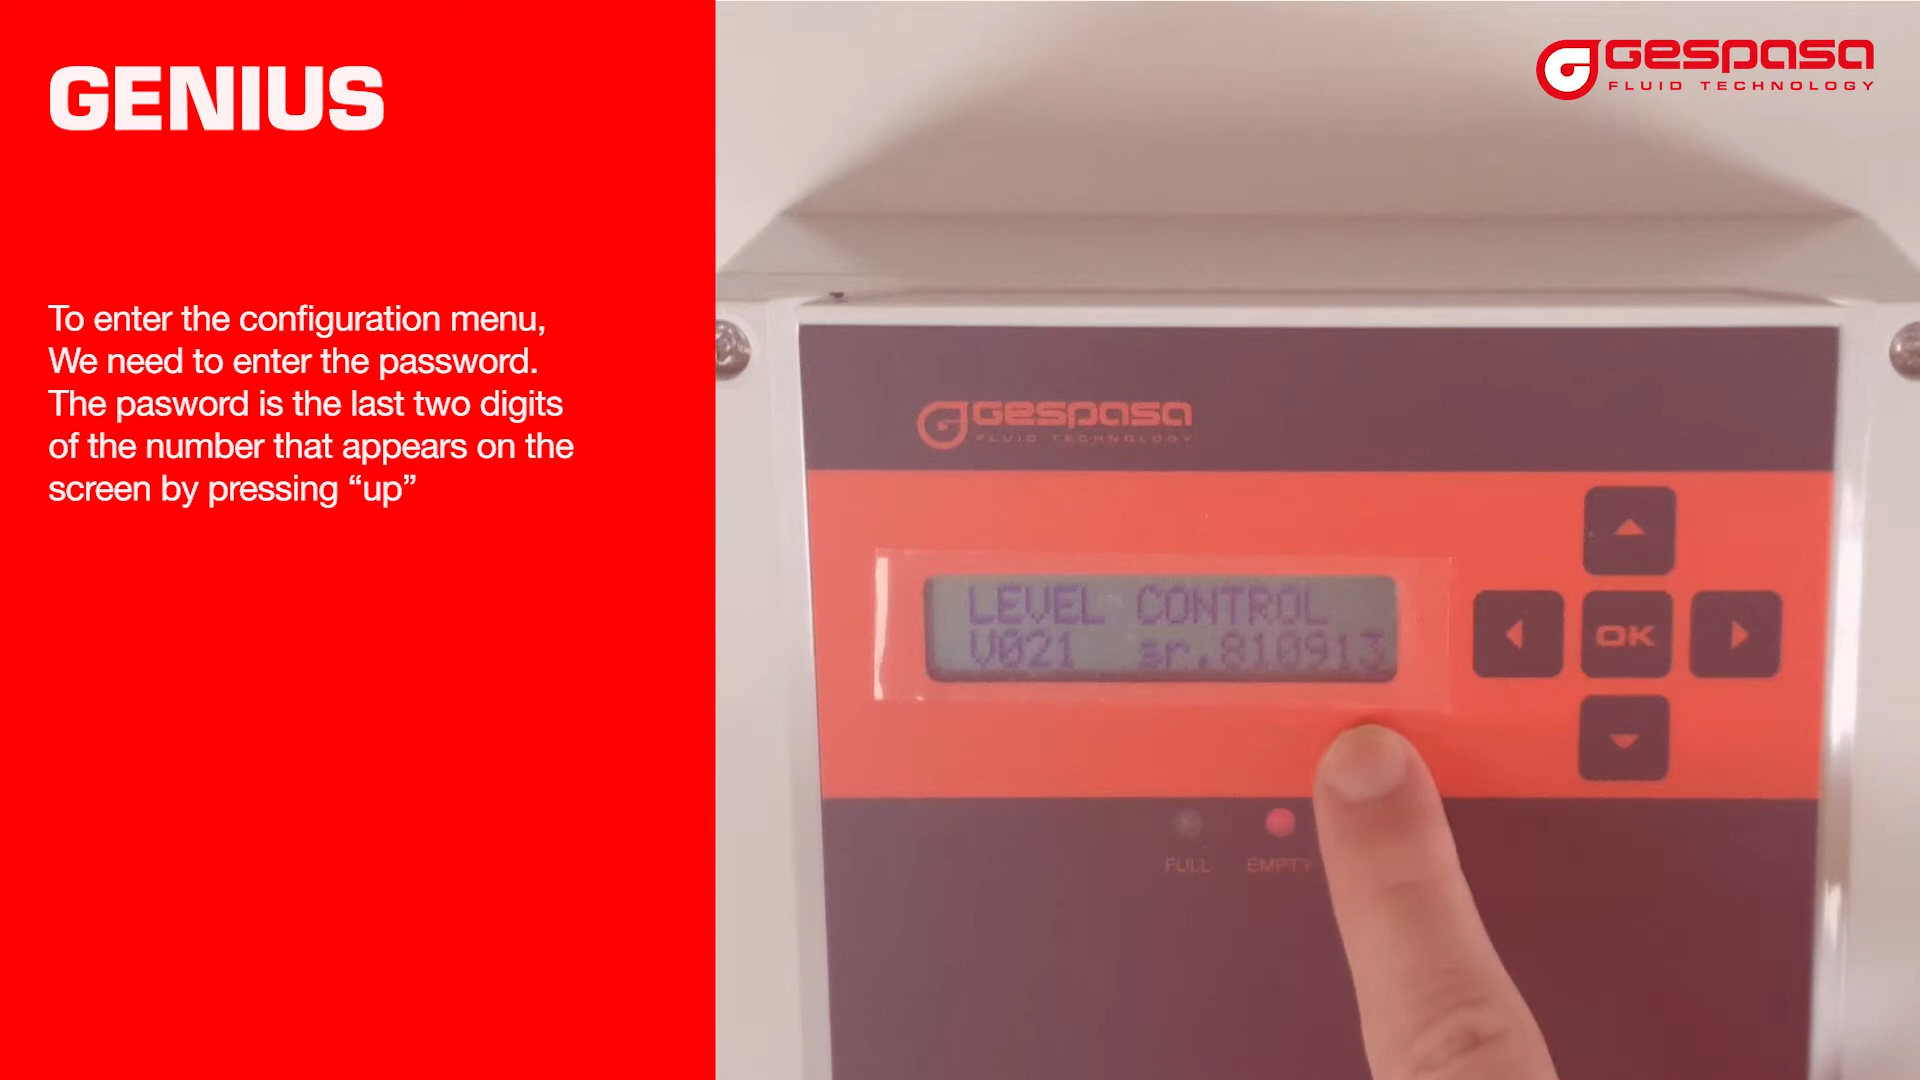 GENIUS
To enter the configuration menu,
We need to enter the password.
The pasword is the last two digits
of the number that appears on the
screen by pressing “up”
Gespasa
FLUID TECHNOLOGY
Gespasa
FLUID TECHNOLOGY
LEVEL CONTROL
V021 sr.810913
OK
FULL EMPTY